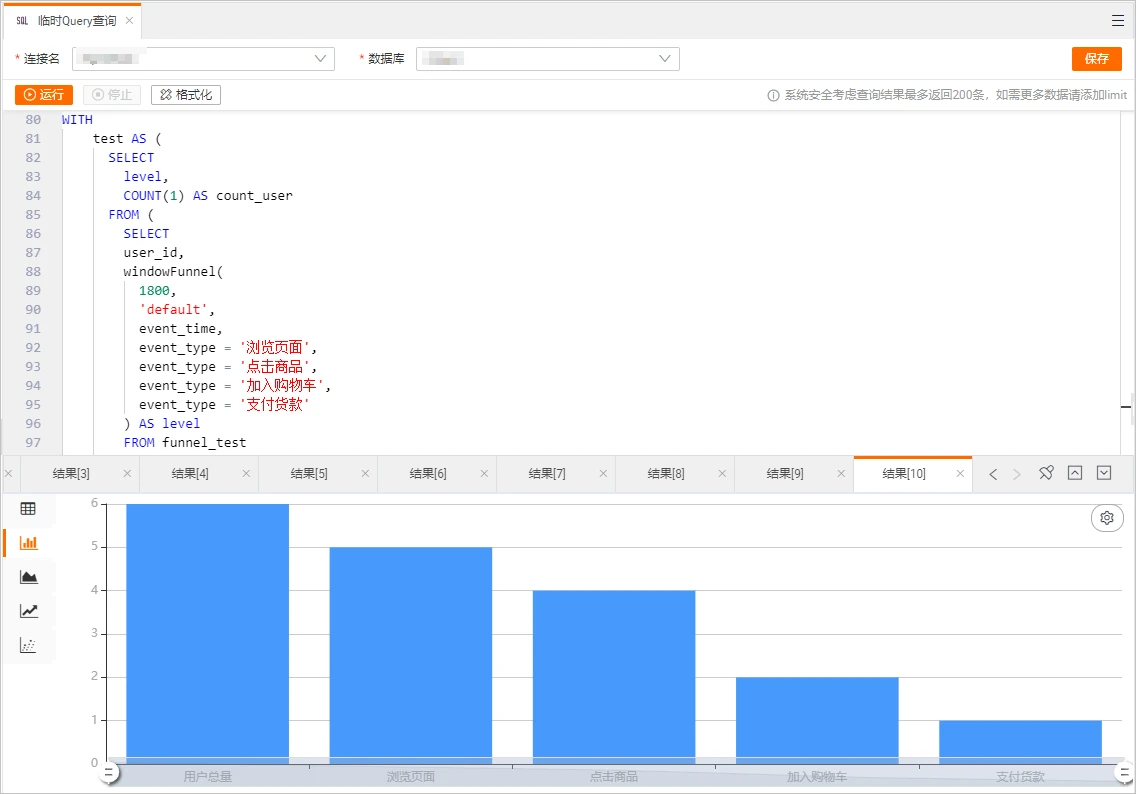 SQL 临时Query查询
* 连接名 * 数据库 保存
运行 停止 格式化 系统安全考虑查询结果最多返回200条，如需更多数据请添加limit
80 WITH
81 test AS (
82 SELECT
83 level,
84 COUNT(1) AS count_user
85 FROM (
86 SELECT
87 user_id,
88 windowFunnel(
89 1800,
90 'default',
91 event_time,
92 event_type = '浏览页面',
93 event_type = '点击商品',
94 event_type = '加入购物车',
95 event_type = '支付货款'
96 ) AS level
97 FROM funnel_test
结果[3] 结果[4] 结果[5] 结果[6] 结果[7] 结果[8] 结果[9] 结果[10]
6
5
4
3
2
1
0
用户总量 浏览页面 点击商品 加入购物车 支付货款